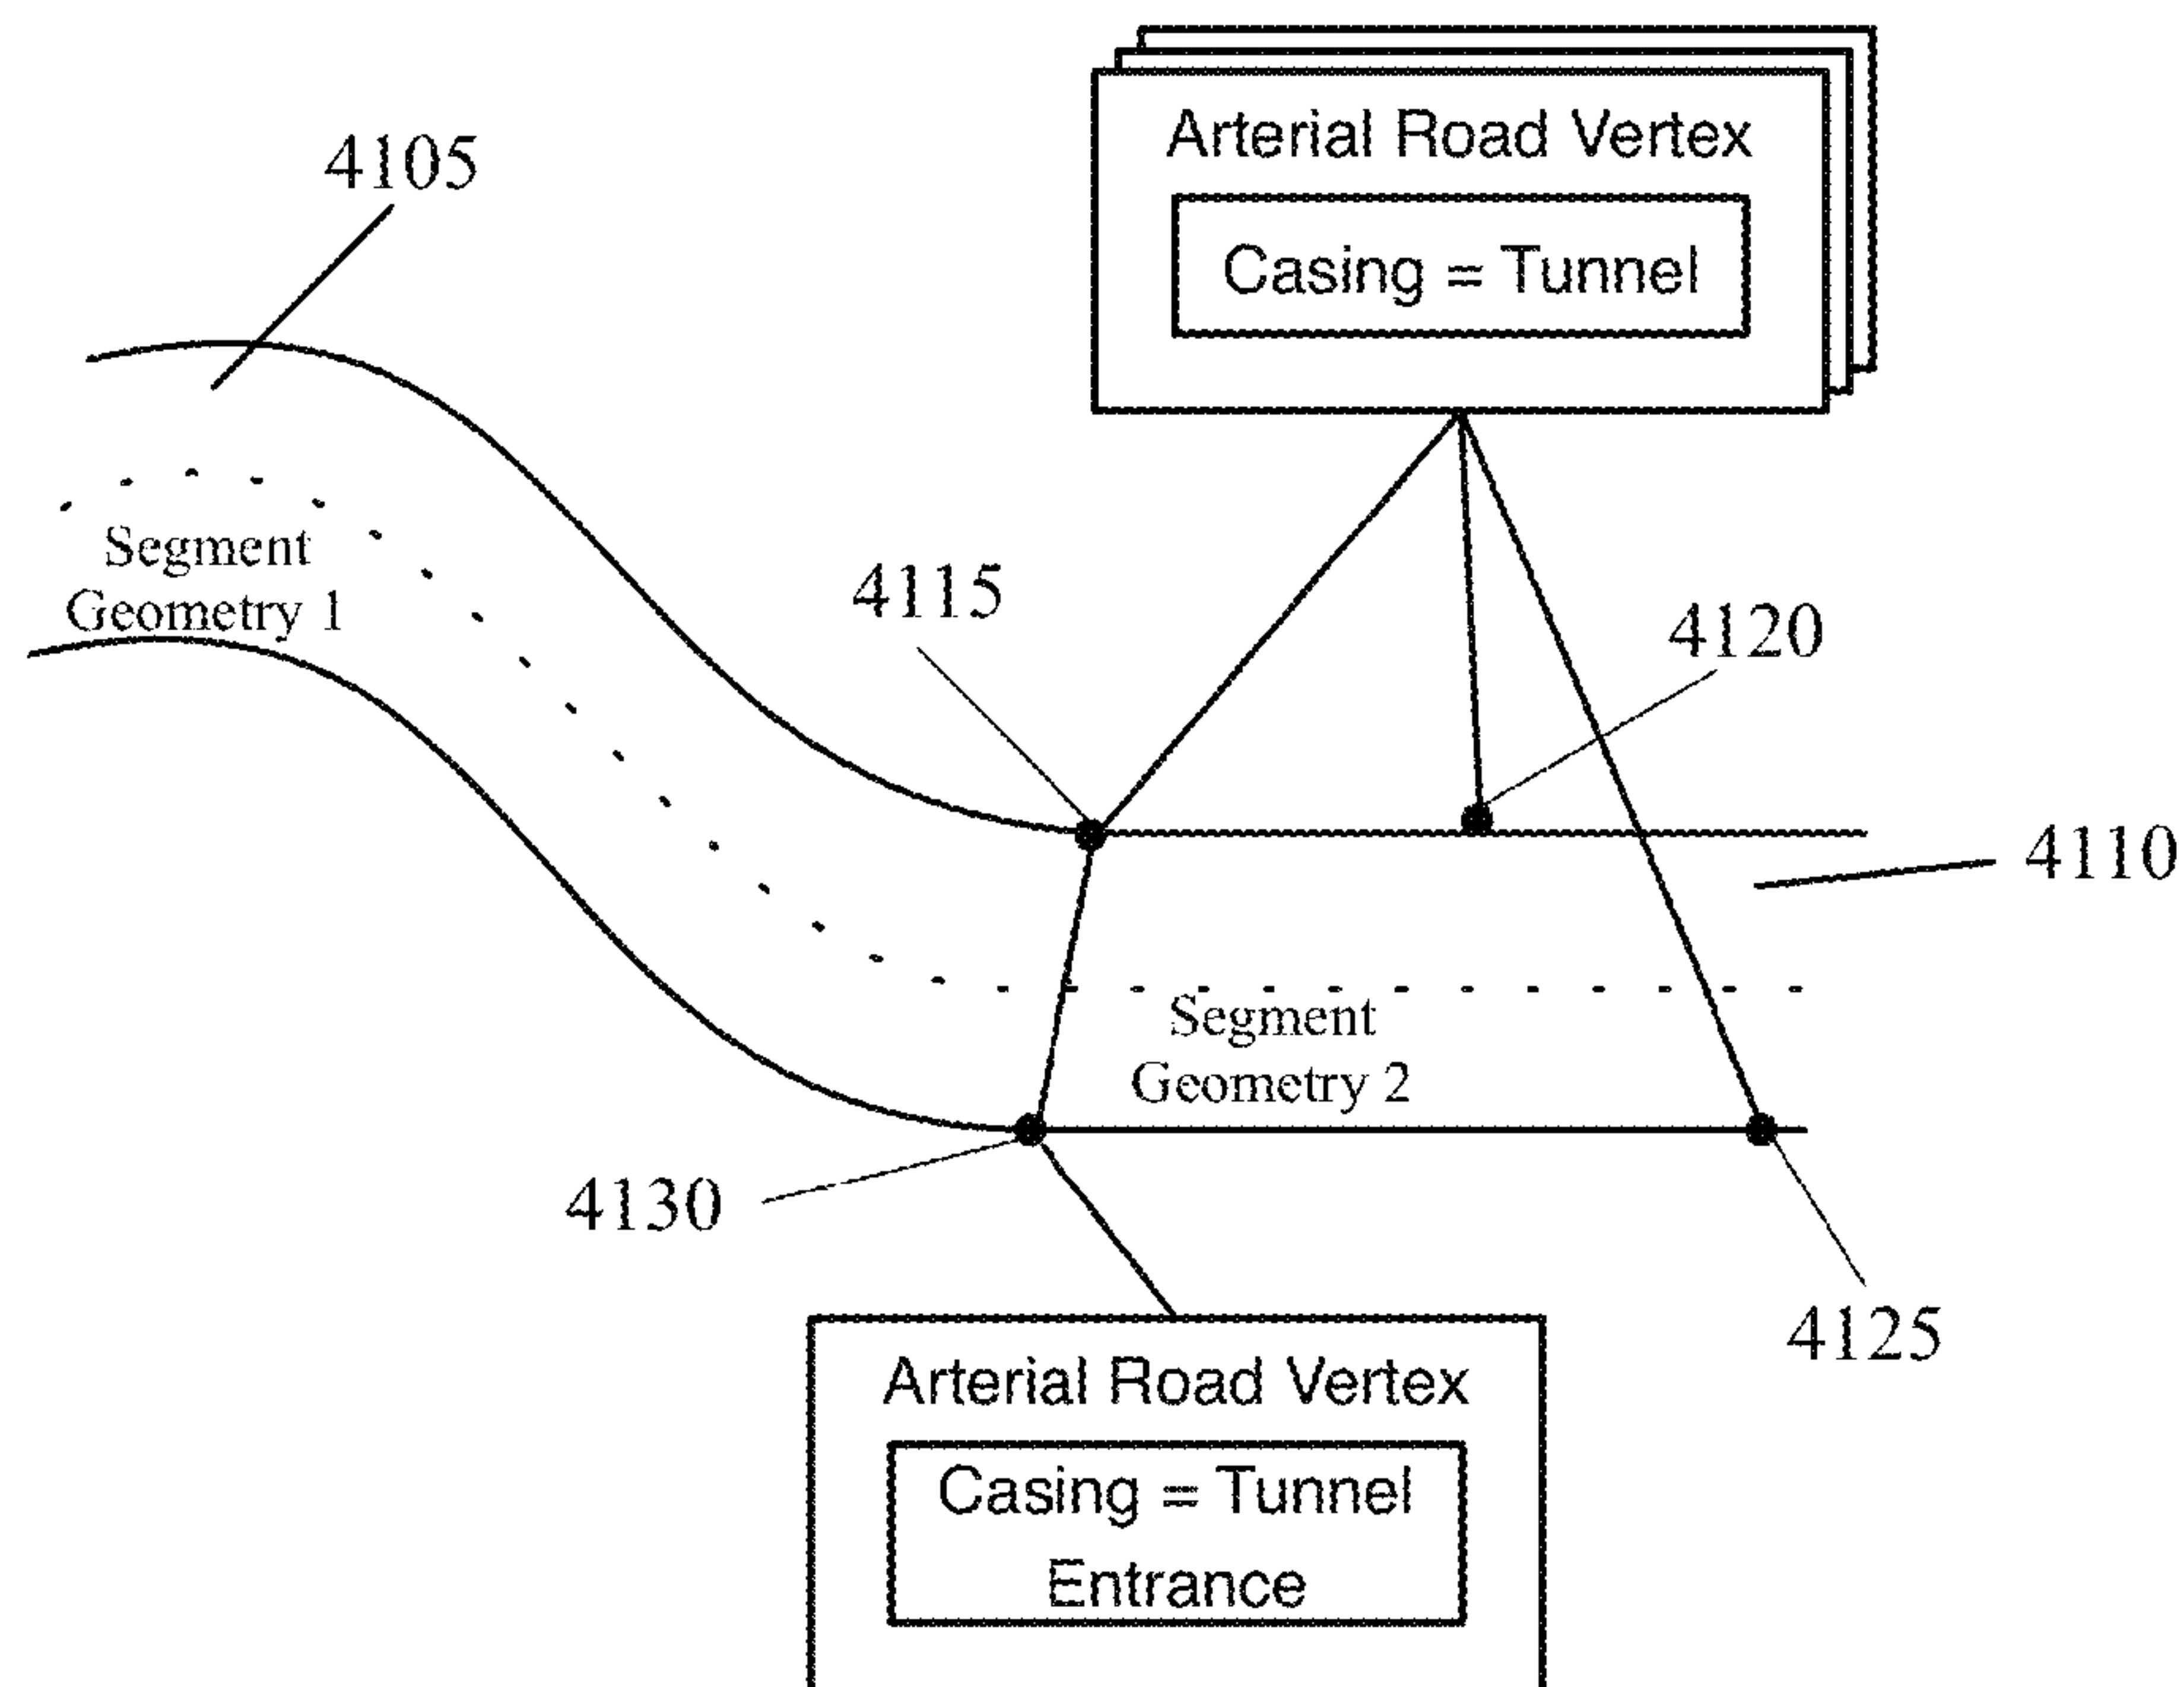 Arterial Road Vertex
Casing = Tunnel
4105
Segment
Geometry 1
4115
4120
4110
Segment
Geometry 2
4130
4125
Arterial Road Vertex
Casing = Tunnel
Entrance